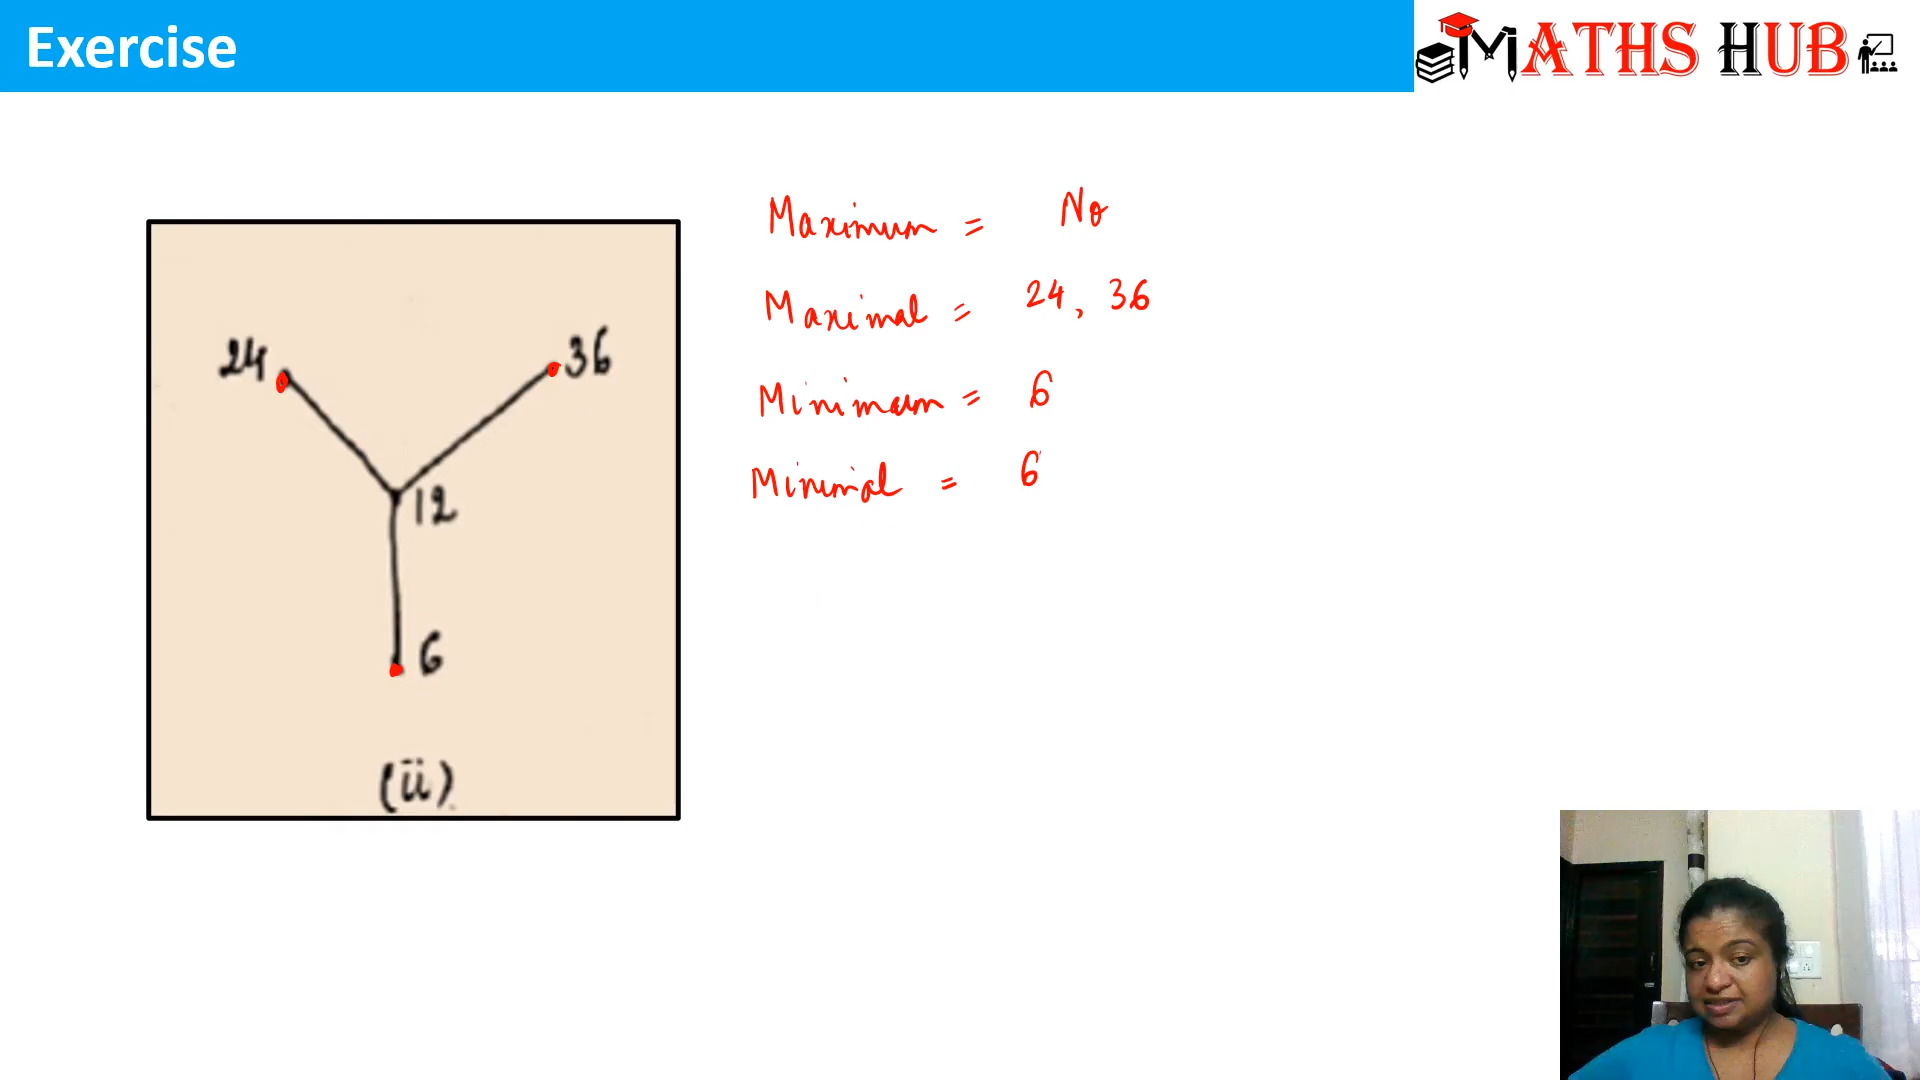 Exercise
MATHS HUB
24
36
12
6
(ii)
Maximum = No
Maximal = 24, 36
Minimum = 6
Minimal = 6